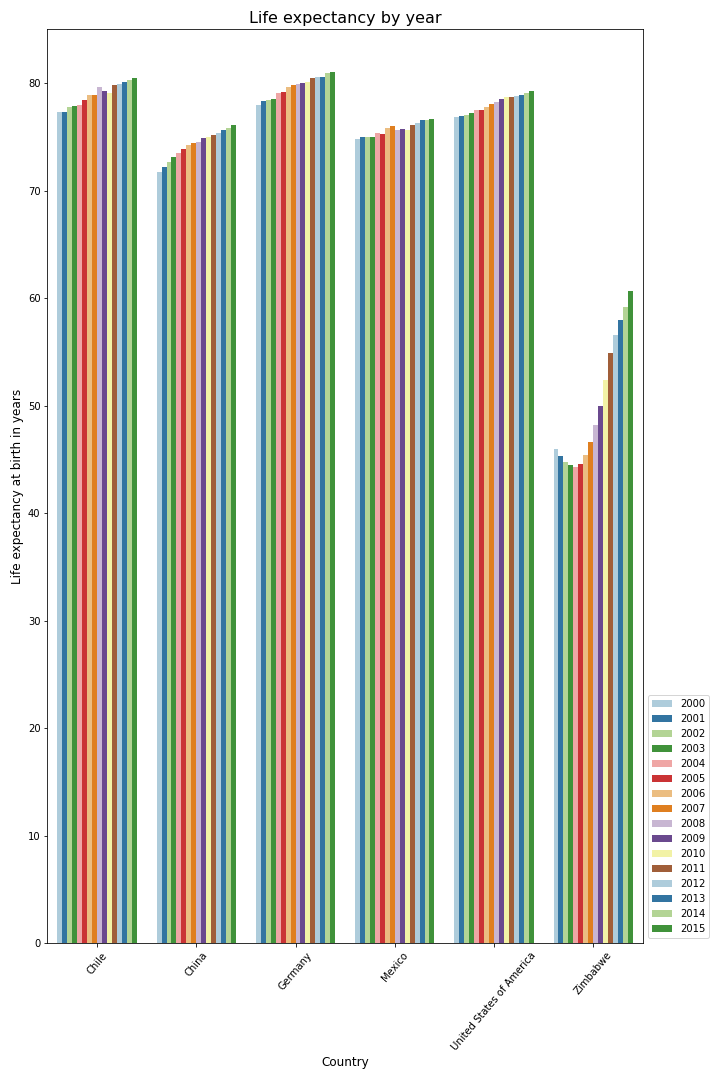 Life expectancy by year
Life expectancy at birth in years
80
70
60
50
40
30
20
10
0
Chile
China
Germany
Mexico
United States of America
Zimbabwe
Country
2000
2001
2002
2003
2004
2005
2006
2007
2008
2009
2010
2011
2012
2013
2014
2015